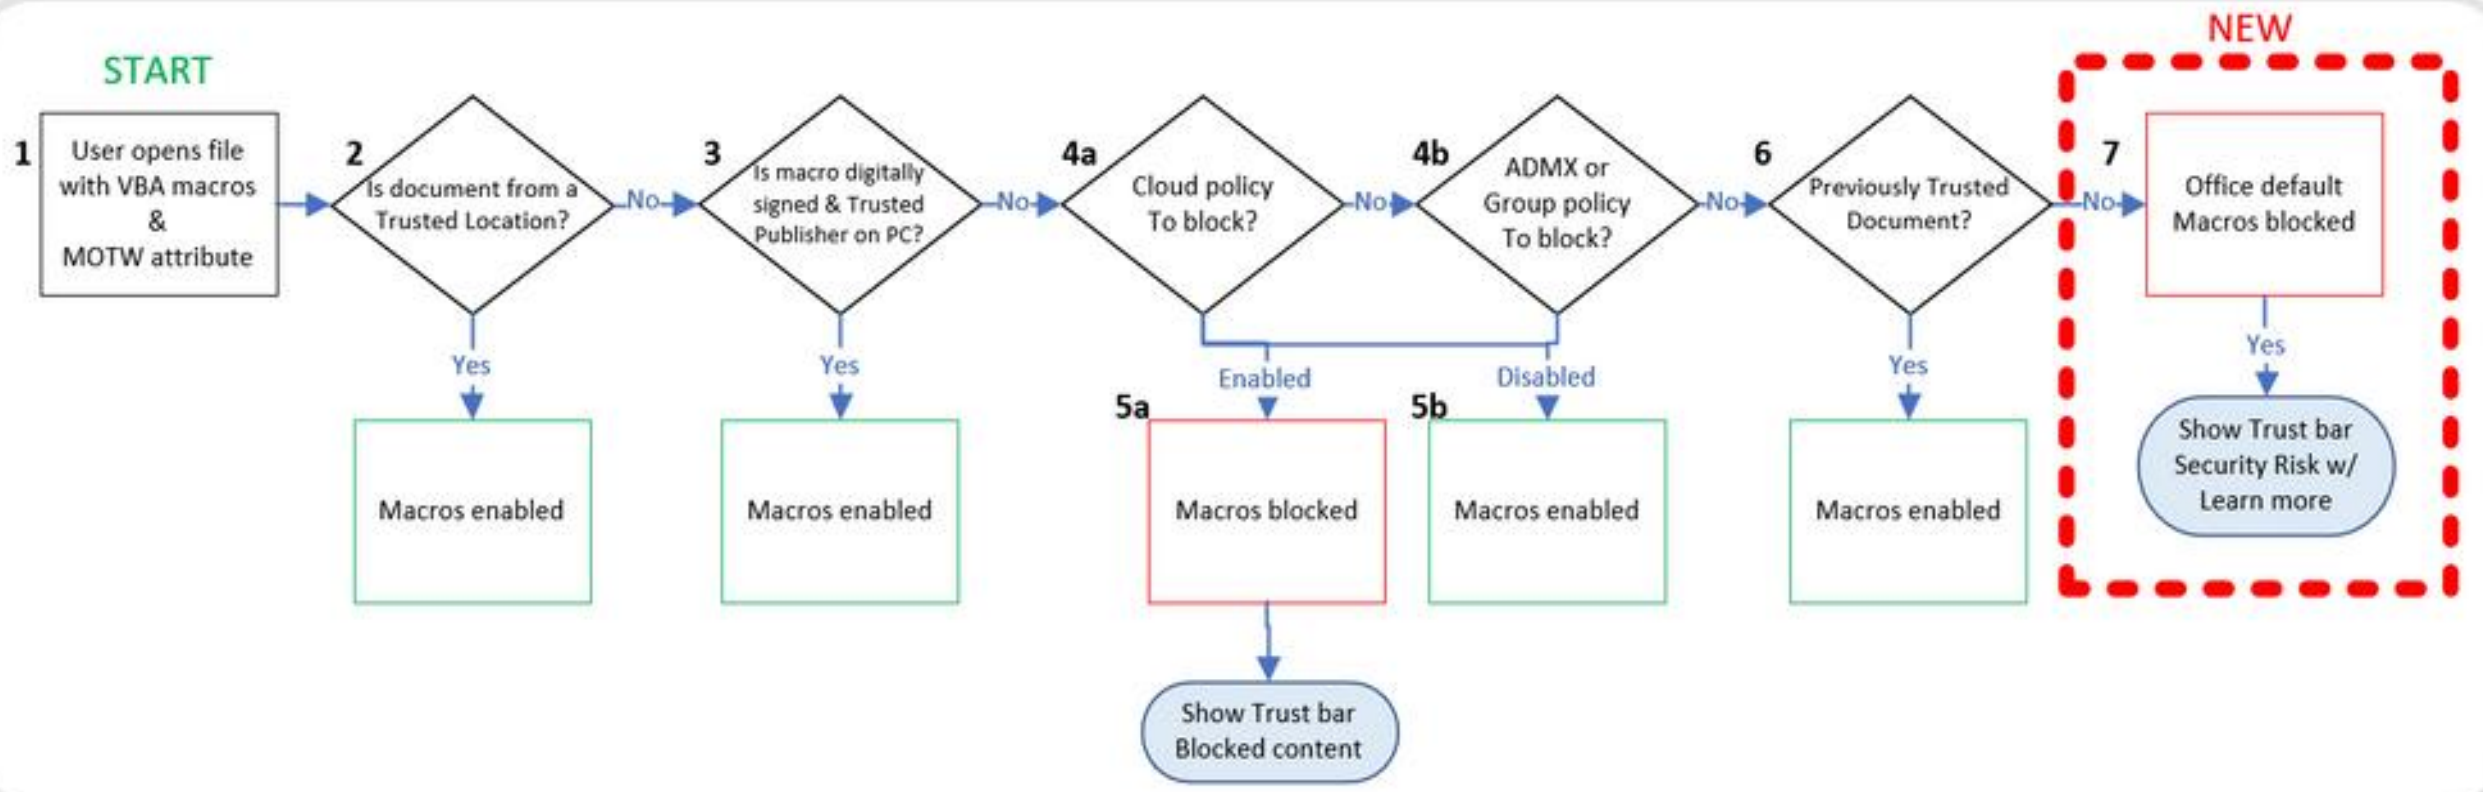 NEW
START
1
User opens file
with VBA macros
&
MOTW attribute
2
Is document from a
Trusted Location?
No
3
Is macro digitally
signed & Trusted
Publisher on PC?
No
4a
Cloud policy
To block?
No
4b
ADMX or
Group policy
To block?
No
6
Previously Trusted
Document?
No
7
Office default
Macros blocked
Yes
Yes
Enabled
Disabled
Yes
Yes
5a
5b
Macros enabled
Macros enabled
Macros blocked
Macros enabled
Macros enabled
Show Trust bar
Security Risk w/
Learn more
Show Trust bar
Blocked content